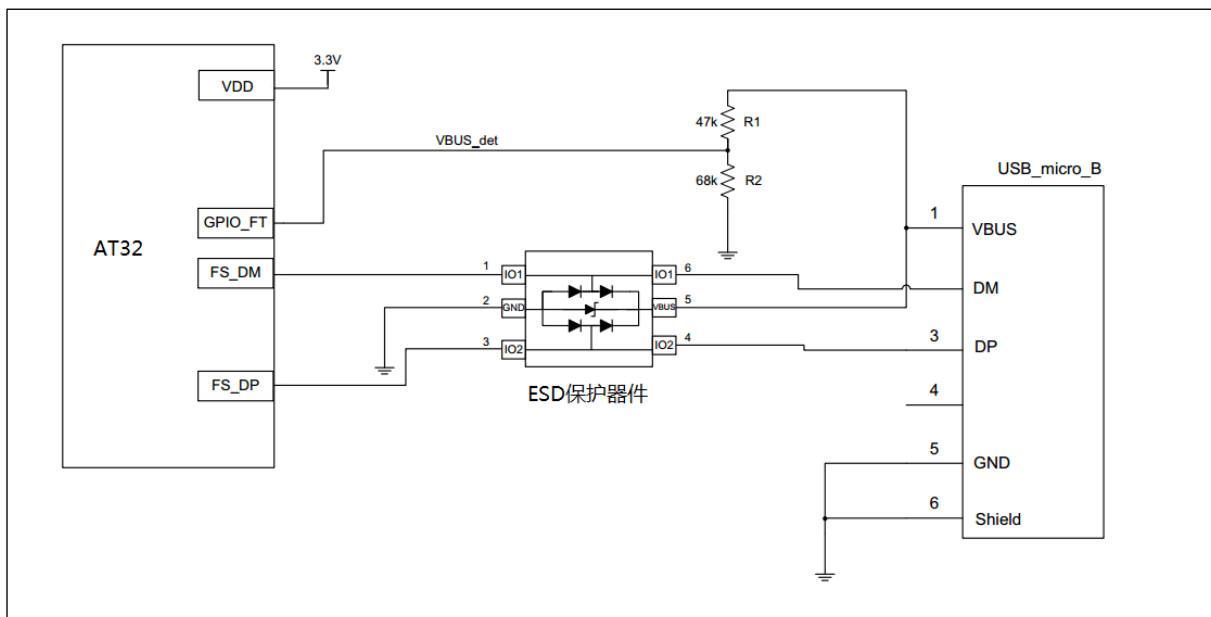 3.3V
VDD
47k R1
VBUS_det
68k R2
USB_micro_B
1
VBUS
GPIO_FT
AT32
FS_DM
1 IO1 IO1 6
DM
2 GND VBUS 5
3 IO2 IO2 4
3
DP
FS_DP
ESD保护器件
4
5
GND
6
Shield